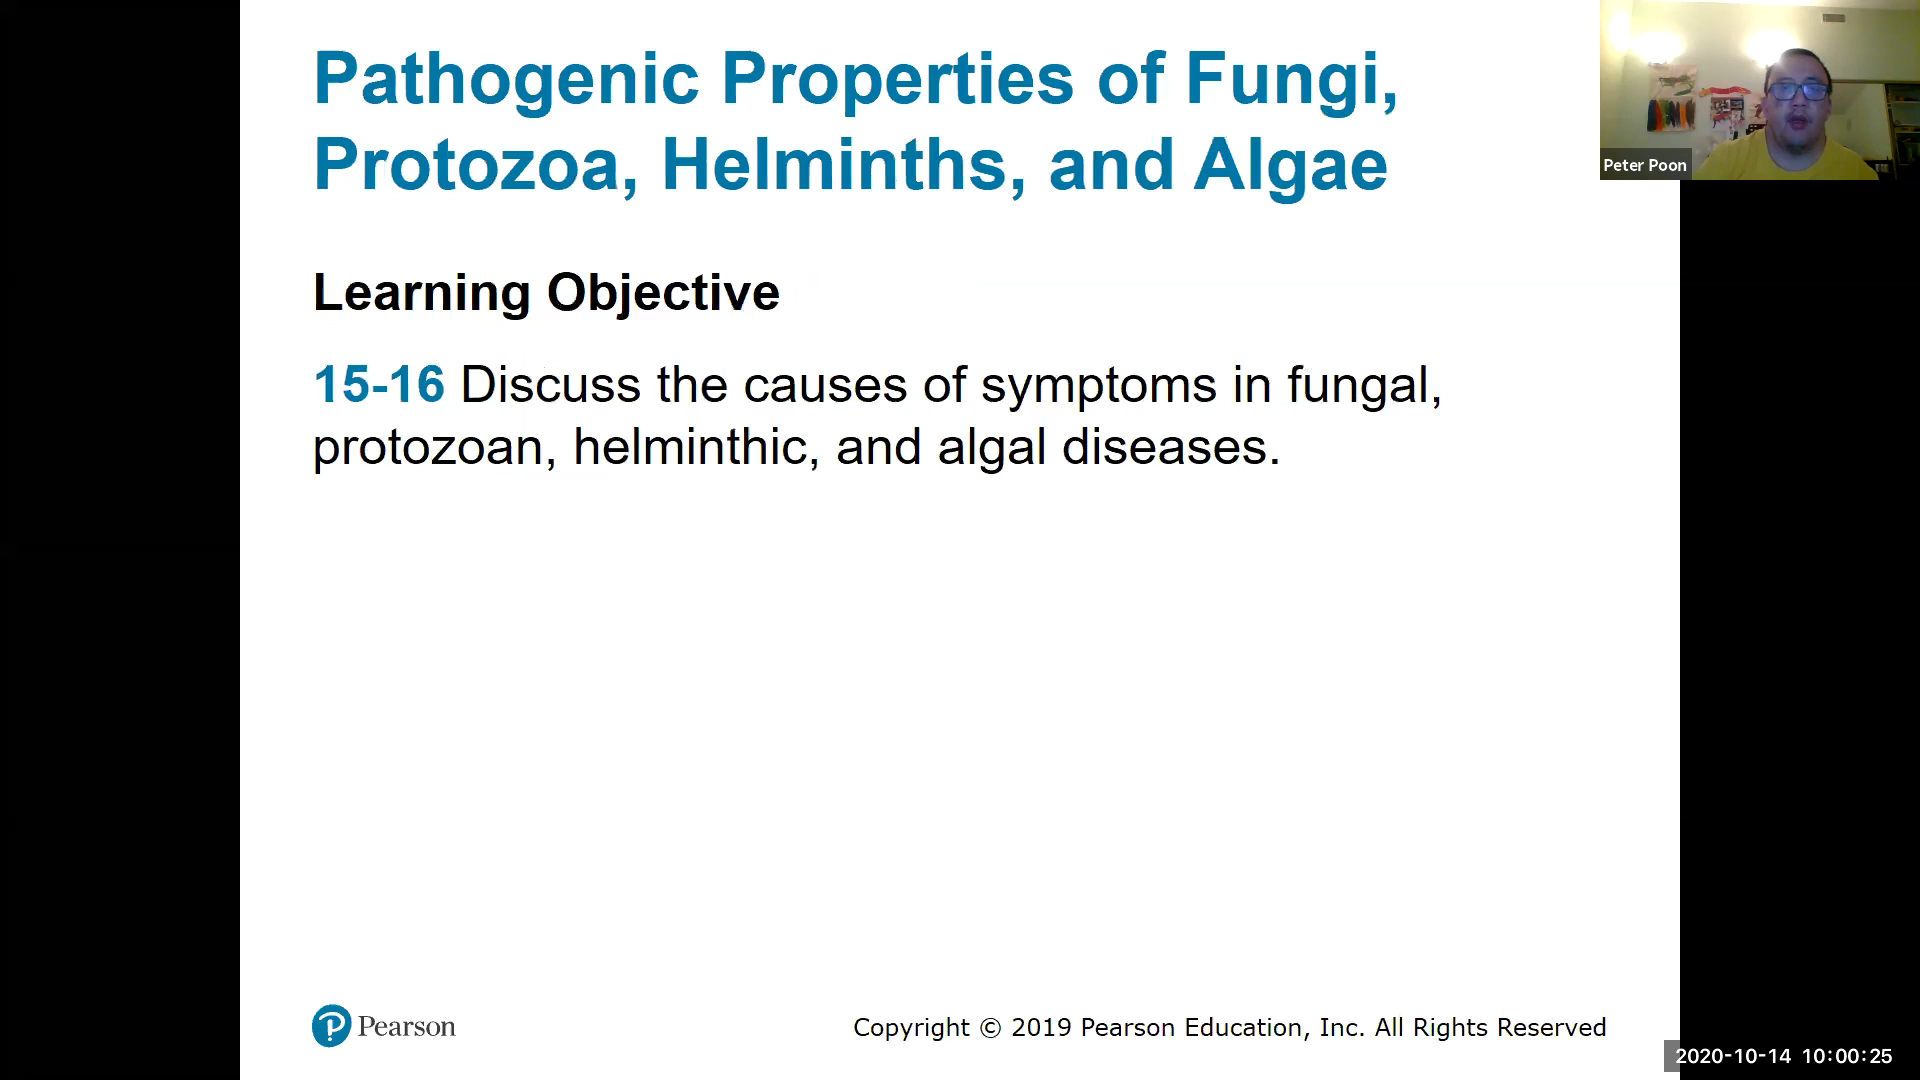 Pathogenic Properties of Fungi,
Protozoa, Helminths, and Algae
Peter Poon
Learning Objective
15-16 Discuss the causes of symptoms in fungal,
protozoan, helminthic, and algal diseases.
Pearson
Copyright © 2019 Pearson Education, Inc. All Rights Reserved
2020-10-14 10:00:25